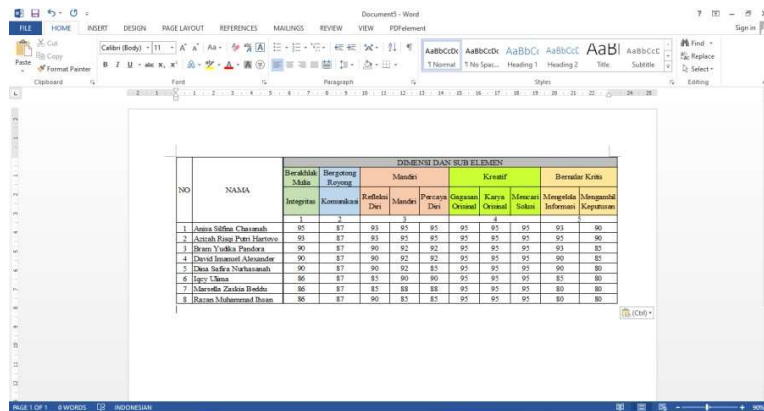 Document5 - Word
Sign in
FILE HOME INSERT DESIGN PAGE LAYOUT REFERENCES MAILINGS REVIEW VIEW PDFelement
Cut
Copy
Format Painter
Paste
Calibri (Body) 11
Clipboard Font Paragraph Styles Editing
AaBbCcDc AaBbCcDc AaBbCc AaBbCcC AaBl AaBbCcC
¶ Normal ¶ No Spac... Heading 1 Heading 2 Title Subtitle
Find
Replace
Select
DIMENSI DAN SUB ELEMEN
NO NAMA Berakhlak Mulia Bergotong Royong Mandiri Kreatif Bernalar Kritis
Integritas Komunikasi Refleksi Diri Mandiri Percaya Diri Gagasan Orisinal Karya Orisinal Mencari Solusi Mengelola Informasi Mengambil Keputusan
1 2 3 4 5
1 Anisa Silfina Chasanah 95 87 93 95 95 95 95 95 93 95
2 Azizah Risqi Putri Hartoyo 93 87 93 95 95 95 95 95 95 90
3 Bram Yudika Pandora 90 87 90 92 92 95 95 95 93 85
4 David Imanuel Alexander 90 87 90 92 92 95 95 95 90 85
5 Dina Safira Nurhasanah 90 87 90 92 85 95 95 95 90 80
6 Iqcy Ulima 86 87 85 90 90 95 95 95 85 80
7 Marsella Zaskia Beddu 86 87 85 88 88 95 95 95 80 80
8 Razan Muhammad Ihsan 86 87 90 85 85 95 95 95 80 80
(Ctrl)
PAGE 1 OF 1 0 WORDS INDONESIAN 90%